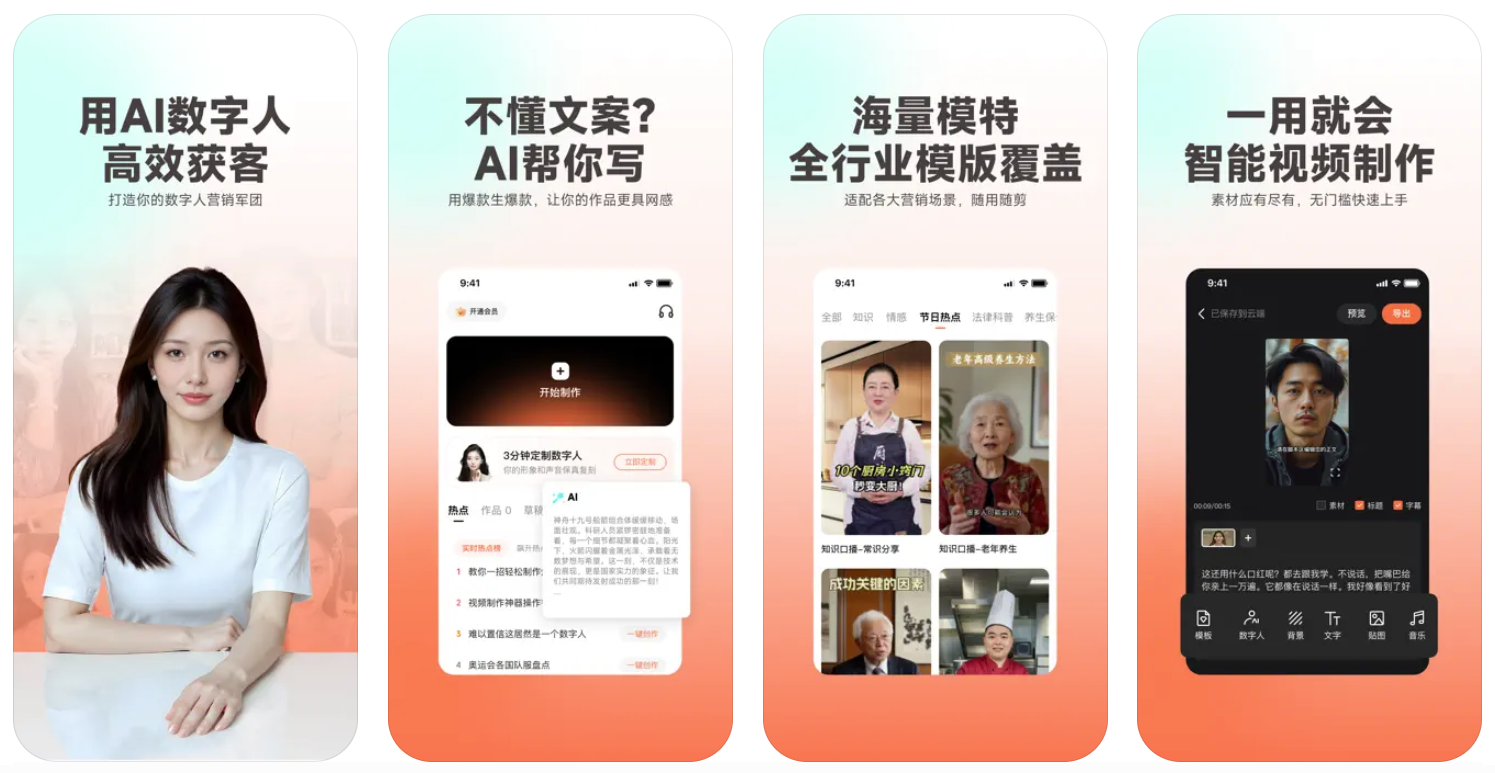 用AI数字人
高效获客
打造你的数字人营销军团
不懂文案?
AI帮你写
用爆款生爆款，让你的作品更具网感
9:41
开通会员
开始制作
3分钟定制数字人
你的形象和声音保真复刻
立即定制
AI
神舟十九号船箭组合体缓缓移动，场
面壮观。科研人员紧锣密鼓地准备
着，每一个细节都凝聚着心血。阳光
下，火箭闪耀着金属光泽，承载着无
数梦想与希望。这一刻，不仅是技术
的展现，更是国家实力的象征。让我
们共同期待发射成功的那一刻！
热点 作品 0 草稿
实时热点榜 飙升热
1 教你一招轻松制作
2 视频制作神器操作
3 难以置信这居然是一个数字人 一键创作
4 奥运会各国队服盘点 一键创作
海量模特
全行业模版覆盖
适配各大营销场景，随用随剪
9:41
全部 知识 情感 节日热点 法律科普 养生保
10个厨房小窍门
秒变大厨!
知识口播-常识分享
老年高级养生方法
很多人可能会认为
知识口播-老年养生
成功关键的因素
一用就会
智能视频制作
素材应有尽有，无门槛快速上手
9:41
已保存到云端 预览 导出
00:09/00:15 素材 标题 字幕
这还用什么口红呢？都去跟我学。不说话，把嘴巴给
你亲上一万遍。它都像在说话一样。我好像看到了好
模板 数字人 背景 文字 贴图 音乐